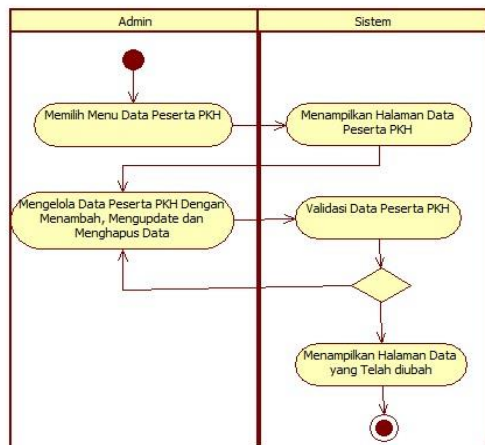 Admin
Sistem
Memilih Menu Data Peserta PKH
Menampilkan Halaman Data
Peserta PKH
Mengelola Data Peserta PKH Dengan
Menambah, Mengupdate dan
Menghapus Data
Validasi Data Peserta PKH
Menampilkan Halaman Data
yang Telah diubah